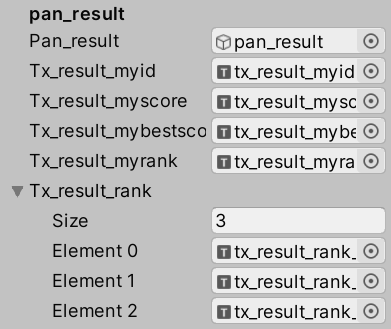 pan_result
Pan_result pan_result
Tx_result_myid tx_result_myid
Tx_result_myscore tx_result_mysc
Tx_result_mybestsco tx_result_mybe
Tx_result_myrank tx_result_myra
Tx_result_rank
Size 3
Element 0 tx_result_rank_
Element 1 tx_result_rank_
Element 2 tx_result_rank_